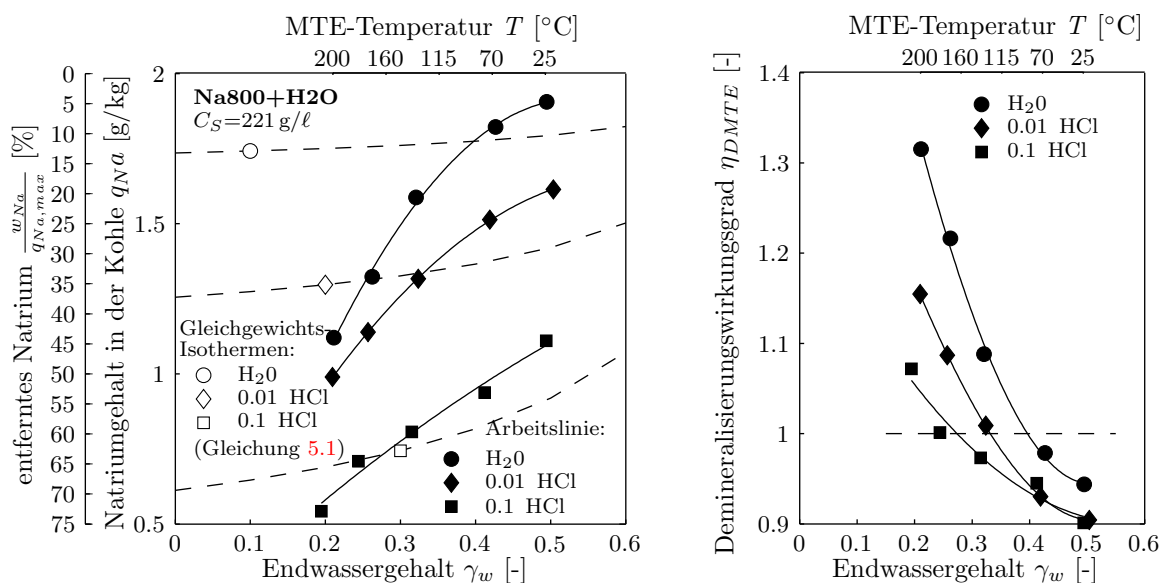 MTE-Temperatur T [°C]
200 160 115 70 25
entferntes Natrium w_Na/q_Na,max [%]
0
5
10
15
20
25
30
35
40
45
50
55
60
65
70
75
Natriumgehalt in der Kohle q_Na [g/kg]
2
1.5
1
0.5
Na800+H2O
C_S=221 g/ℓ
Gleichgewichts-
Isothermen:
H₂0
0.01 HCl
0.1 HCl
(Gleichung 5.1)
Arbeitslinie:
H₂0
0.01 HCl
0.1 HCl
0 0.1 0.2 0.3 0.4 0.5 0.6
Endwassergehalt γ_w [-]
MTE-Temperatur T [°C]
200 160 115 70 25
Demineralisierungswirkungsgrad η_DMTE [-]
1.4
1.3
1.2
1.1
1
0.9
H₂0
0.01 HCl
0.1 HCl
0 0.1 0.2 0.3 0.4 0.5 0.6
Endwassergehalt γ_w [-]